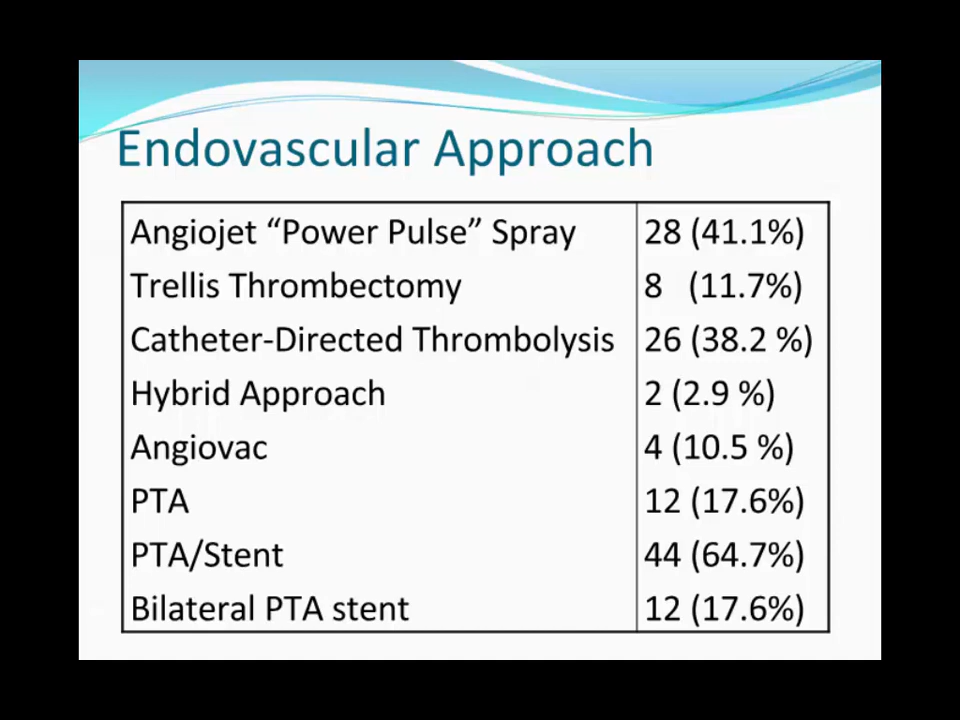 Endovascular Approach
Angiojet “Power Pulse” Spray 28 (41.1%)
Trellis Thrombectomy 8 (11.7%)
Catheter-Directed Thrombolysis 26 (38.2 %)
Hybrid Approach 2 (2.9 %)
Angiovac 4 (10.5 %)
PTA 12 (17.6%)
PTA/Stent 44 (64.7%)
Bilateral PTA stent 12 (17.6%)